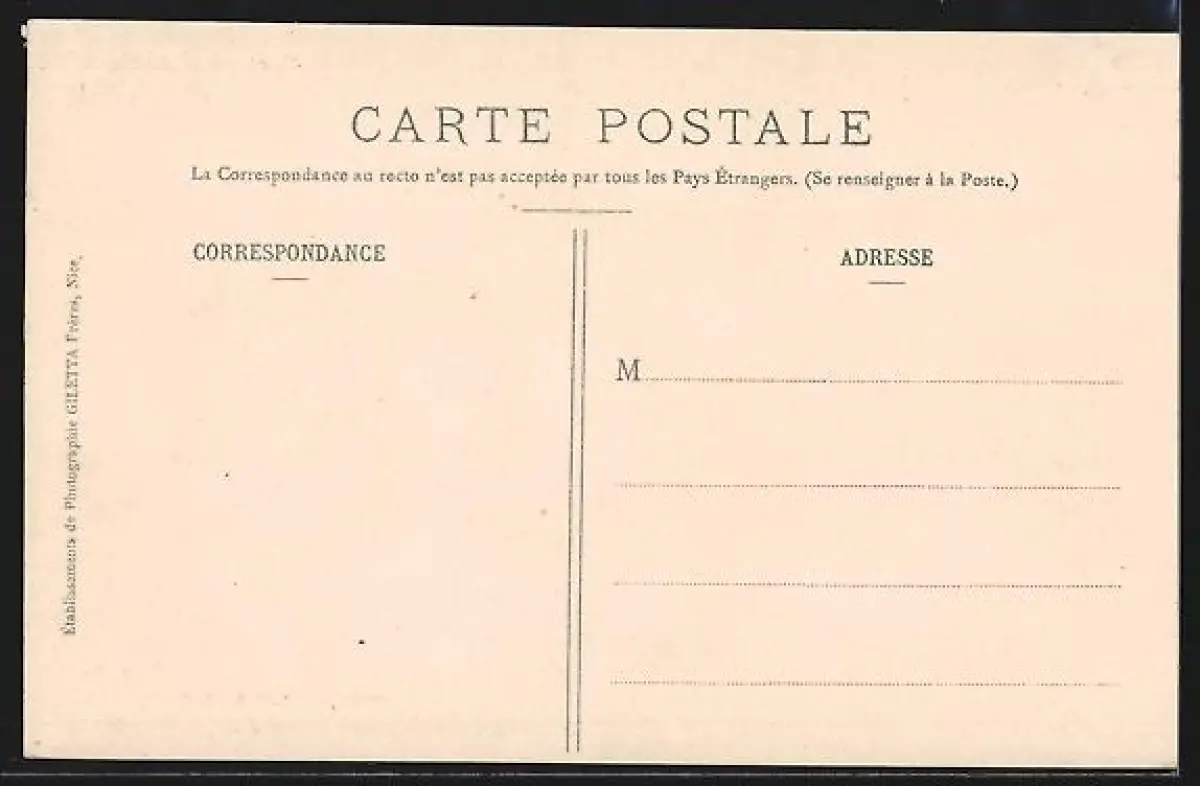 CARTE POSTALE
La Correspondance au recto n'est pas acceptée par tous les Pays Étrangers. (Se renseigner à la Poste.)
CORRESPONDANCE
ADRESSE
M
Établissements de Photographie GILETTA Frères, Nice.